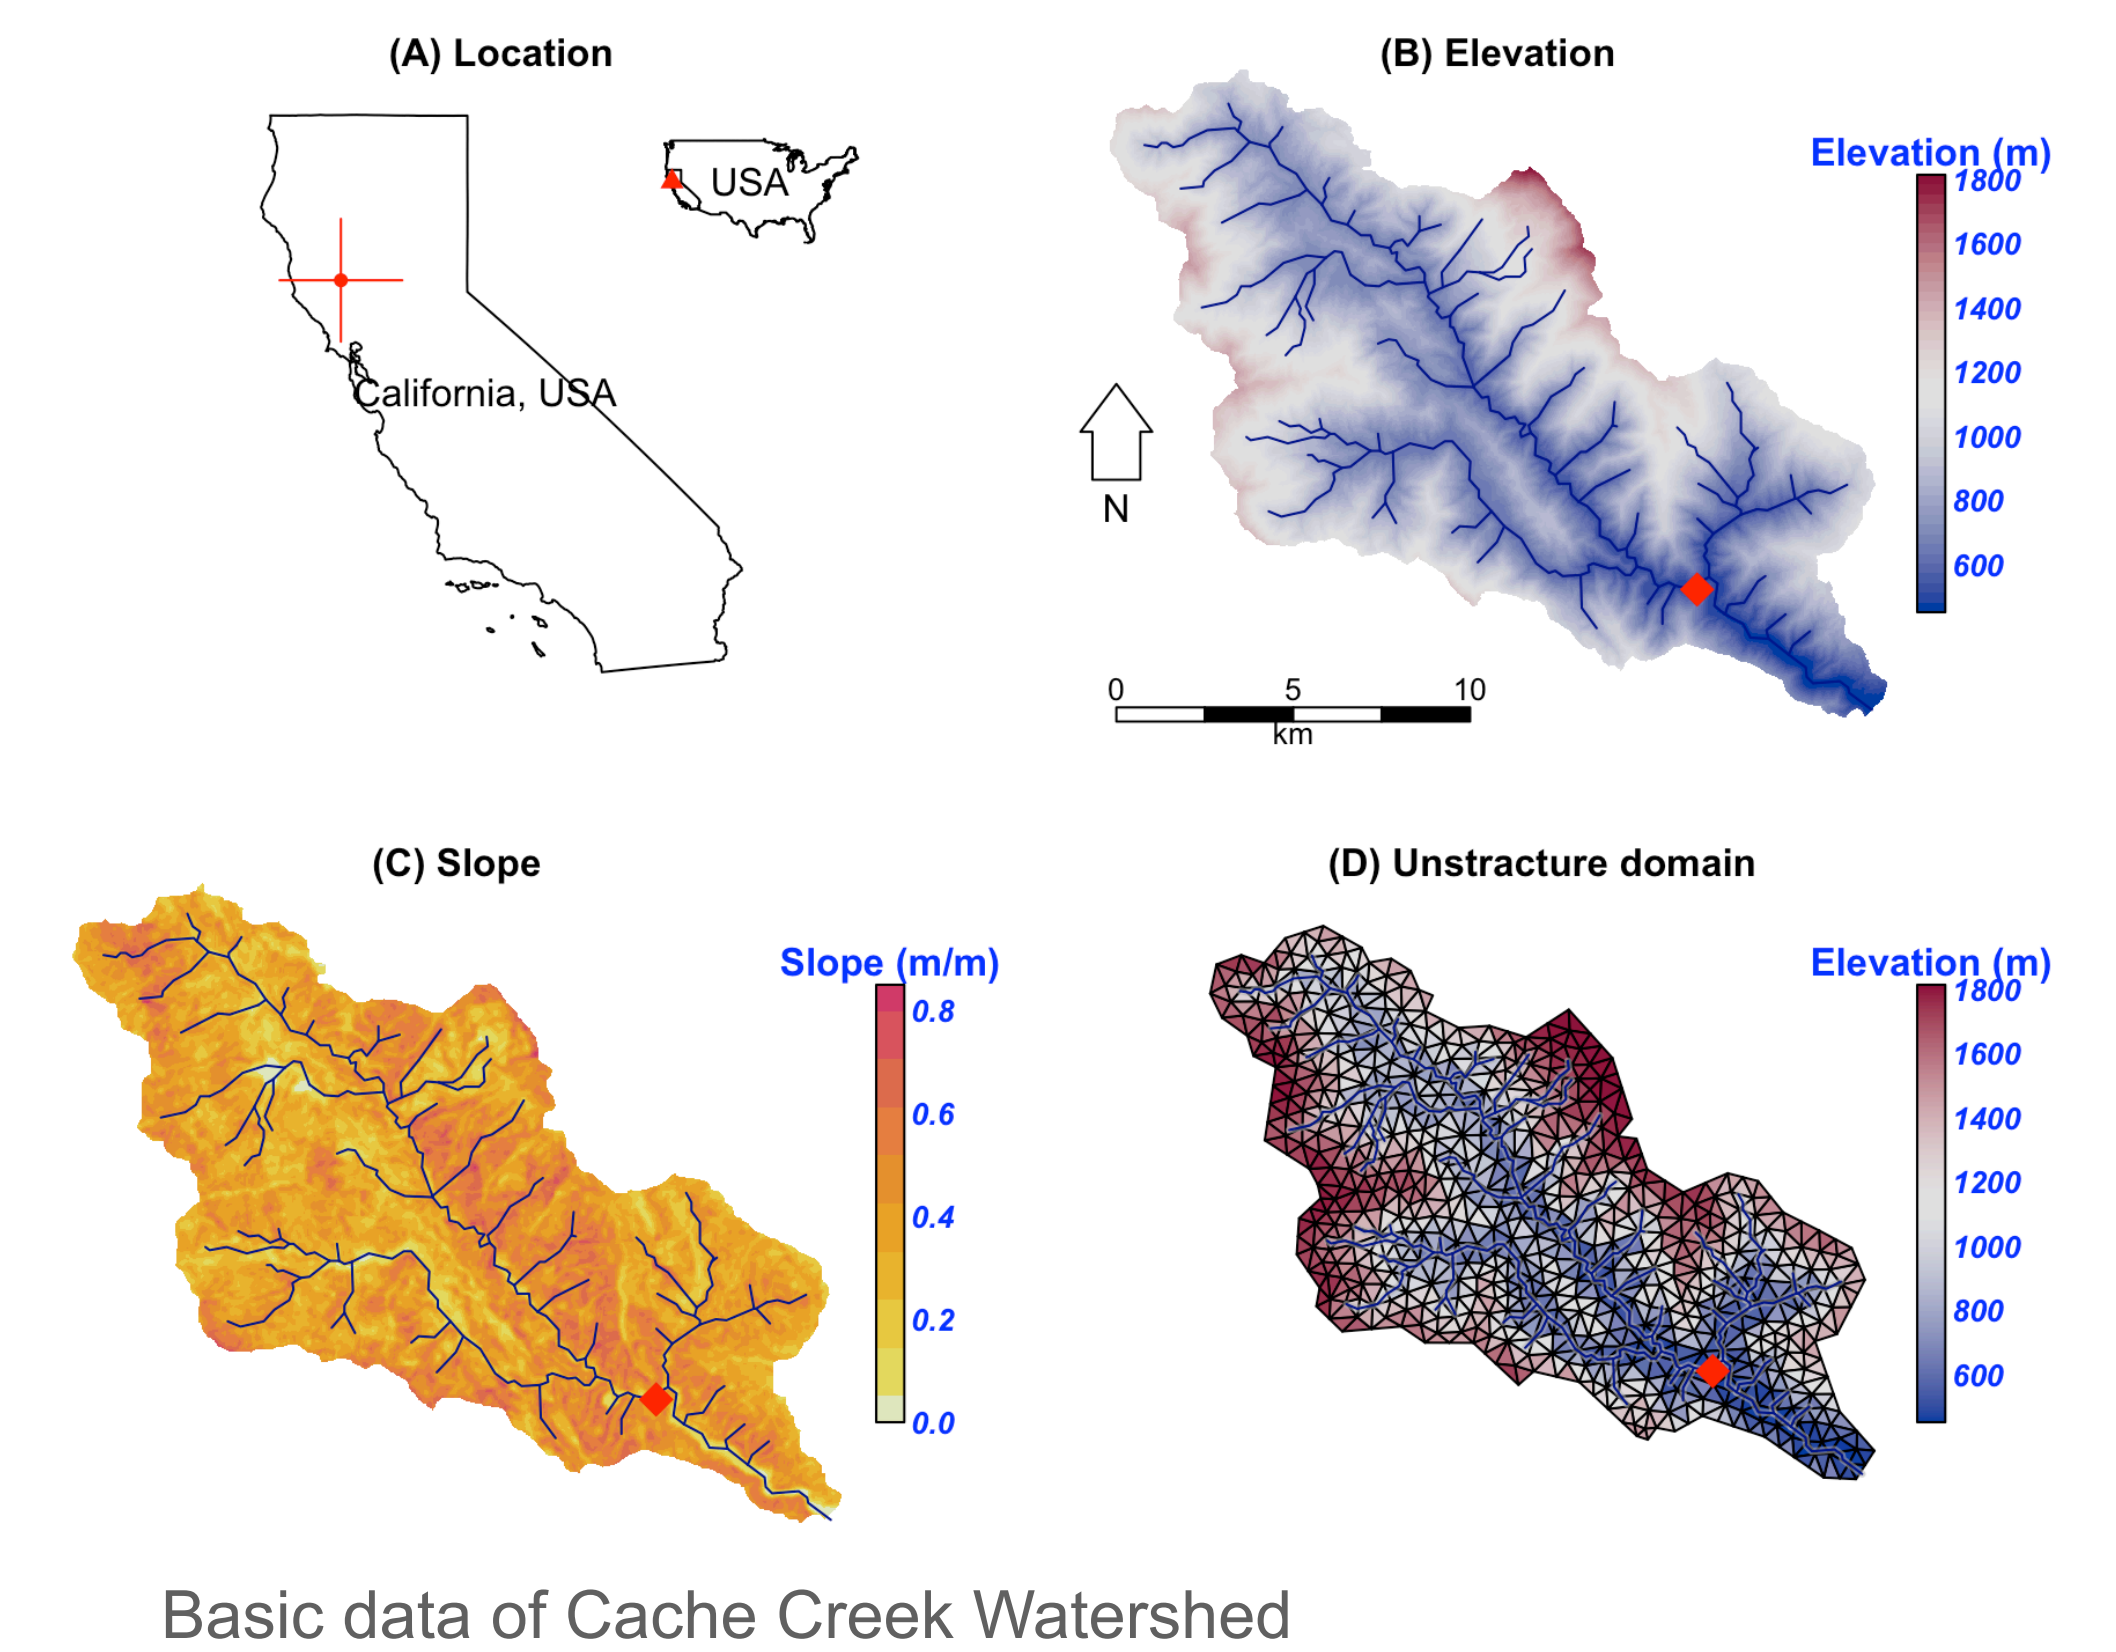 (A) Location
USA
California, USA
(B) Elevation
Elevation (m)
1800
1600
1400
1200
1000
800
600
N
0 5 10
km
(C) Slope
Slope (m/m)
0.8
0.6
0.4
0.2
0.0
(D) Unstracture domain
Elevation (m)
1800
1600
1400
1200
1000
800
600
Basic data of Cache Creek Watershed